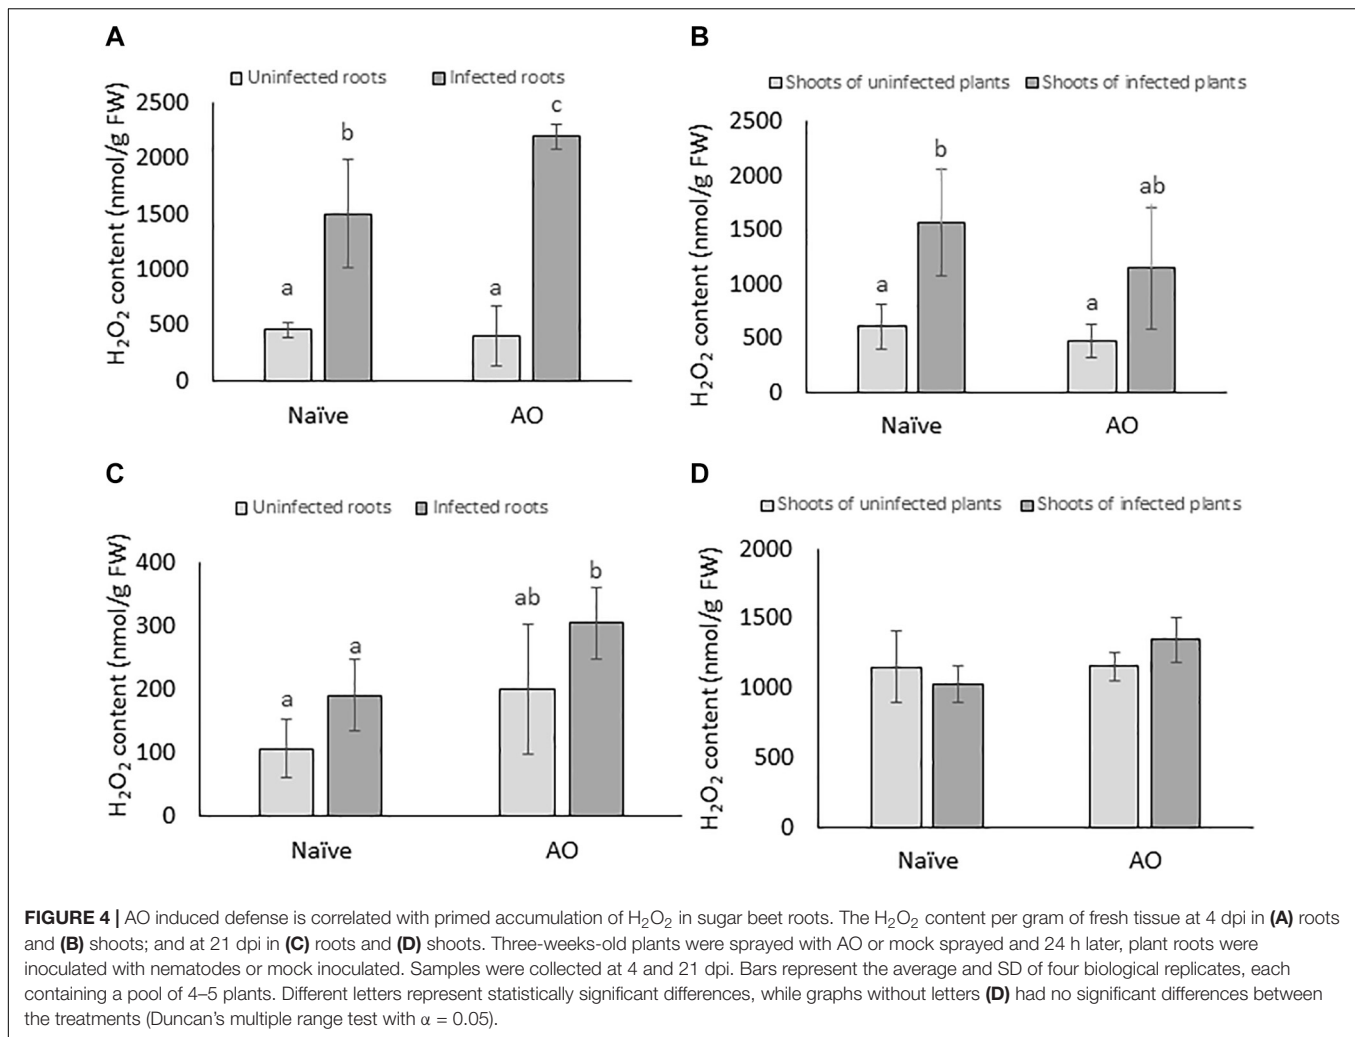 A
Uninfected roots Infected roots
H₂O₂ content (nmol/g FW)
2500
2000
1500
1000
500
0
a
b
a
c
Naïve AO
B
Shoots of uninfected plants Shoots of infected plants
H₂O₂ content (nmol/g FW)
2500
2000
1500
1000
500
0
a
b
a
ab
Naïve AO
C
Uninfected roots Infected roots
H₂O₂ content (nmol/g FW)
400
300
200
100
0
a
a
ab
b
Naïve AO
D
Shoots of uninfected plants Shoots of infected plants
H₂O₂ content (nmol/g FW)
2000
1500
1000
500
0
Naïve AO
FIGURE 4 | AO induced defense is correlated with primed accumulation of H₂O₂ in sugar beet roots. The H₂O₂ content per gram of fresh tissue at 4 dpi in (A) roots
and (B) shoots; and at 21 dpi in (C) roots and (D) shoots. Three-weeks-old plants were sprayed with AO or mock sprayed and 24 h later, plant roots were
inoculated with nematodes or mock inoculated. Samples were collected at 4 and 21 dpi. Bars represent the average and SD of four biological replicates, each
containing a pool of 4–5 plants. Different letters represent statistically significant differences, while graphs without letters (D) had no significant differences between
the treatments (Duncan's multiple range test with α = 0.05).